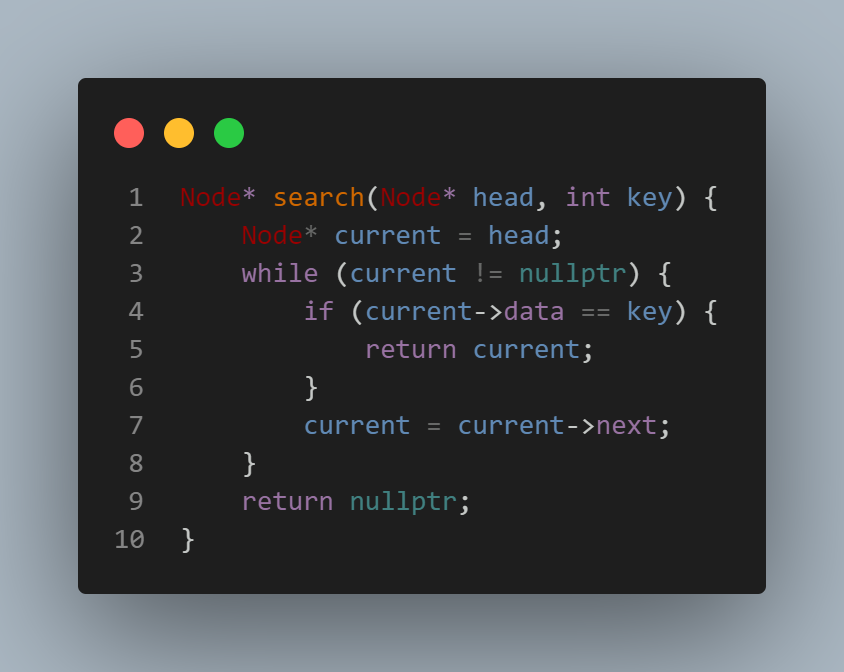 1 Node* search(Node* head, int key) {
2     Node* current = head;
3     while (current != nullptr) {
4         if (current->data == key) {
5             return current;
6         }
7         current = current->next;
8     }
9     return nullptr;
10 }